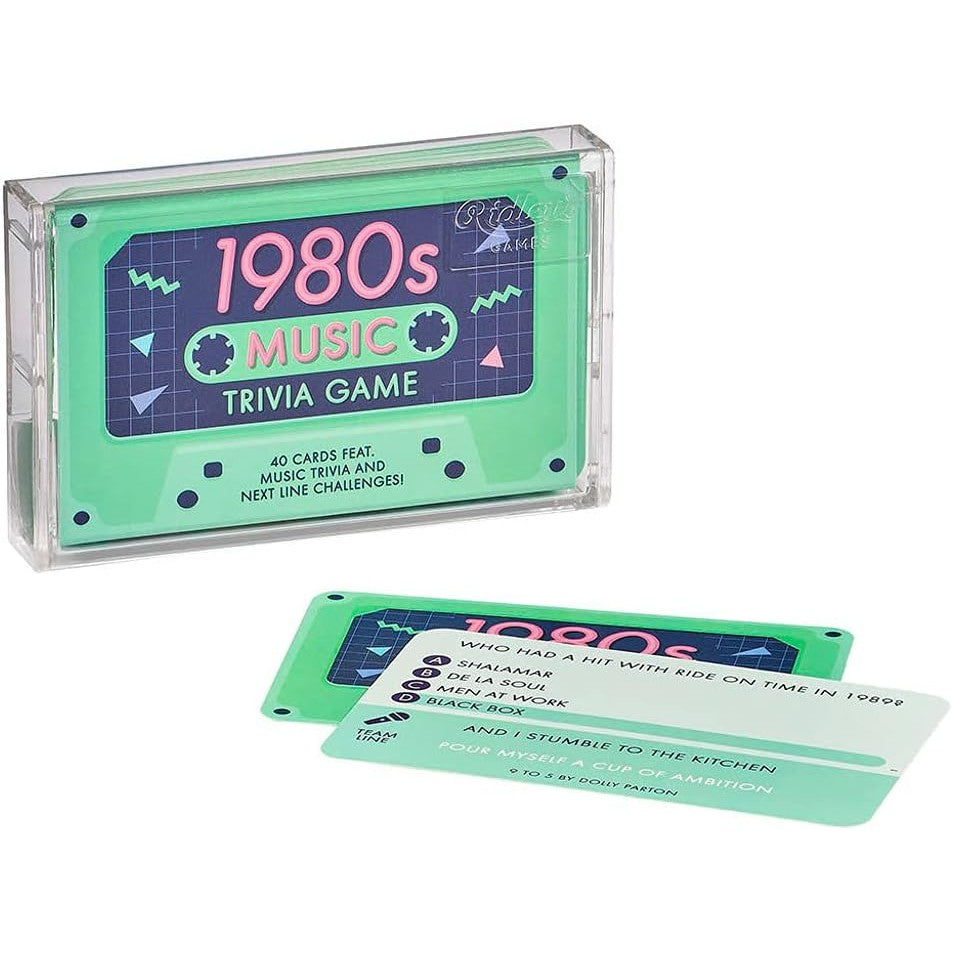 Ridley's
GAMES
1980s
MUSIC
TRIVIA GAME
40 CARDS FEAT.
MUSIC TRIVIA AND
NEXT LINE CHALLENGES!
1980s
WHO HAD A HIT WITH RIDE ON TIME IN 1989?
A SHALAMAR
B DE LA SOUL
C MEN AT WORK
D BLACK BOX
TEAM
LINE
AND I STUMBLE TO THE KITCHEN
POUR MYSELF A CUP OF AMBITION
9 TO 5 BY DOLLY PARTON